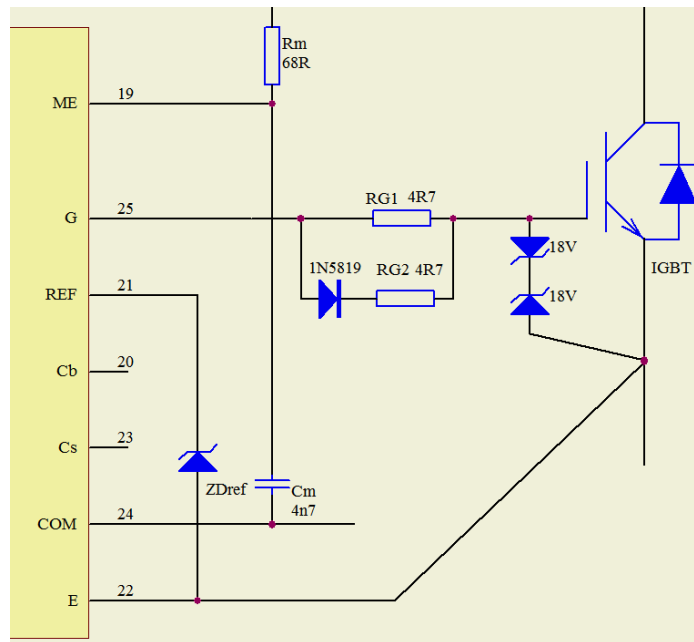 Rm
68R
ME
19
G
25
RG1 4R7
1N5819
RG2 4R7
18V
18V
IGBT
REF
21
Cb
20
Cs
23
ZDref
Cm
4n7
COM
24
E
22